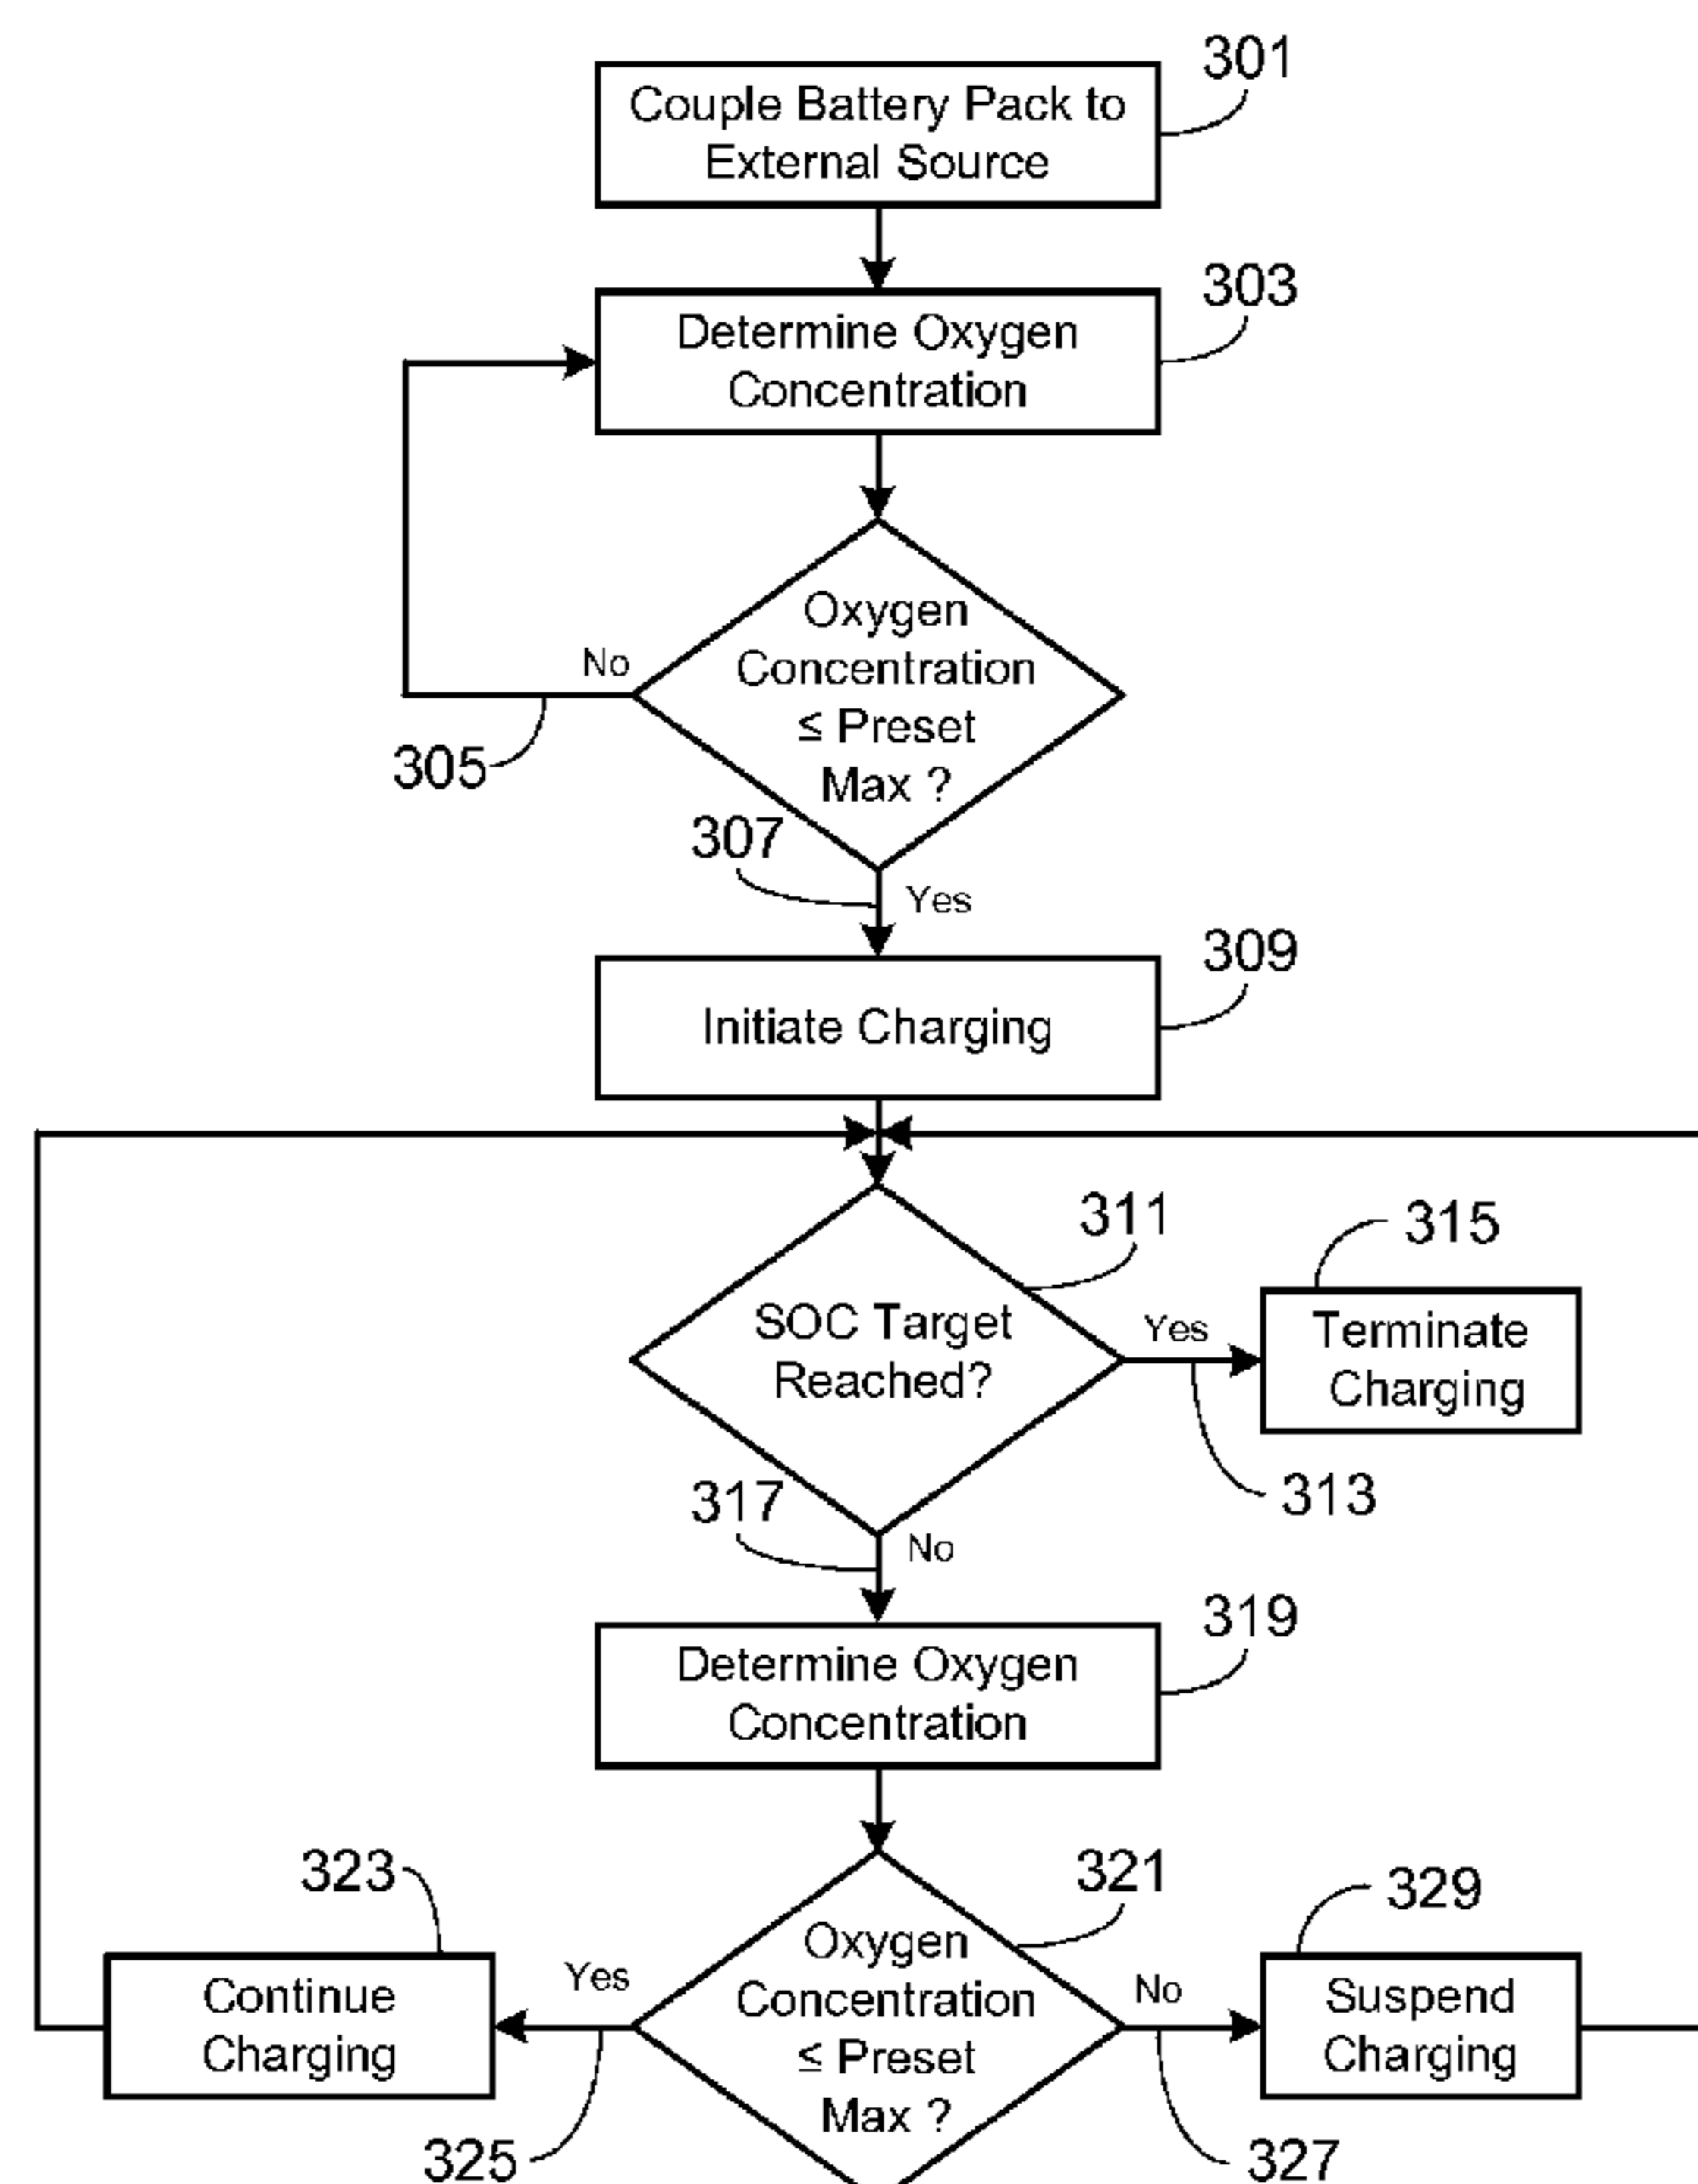 301
Couple Battery Pack to
External Source
303
Determine Oxygen
Concentration
Oxygen
Concentration
≤ Preset
Max ?
No
305
307
Yes
309
Initiate Charging
311
SOC Target
Reached?
Yes
315
Terminate
Charging
313
317
No
319
Determine Oxygen
Concentration
323
321
329
Continue
Charging
Yes
Oxygen
Concentration
≤ Preset
Max ?
No
Suspend
Charging
325
327